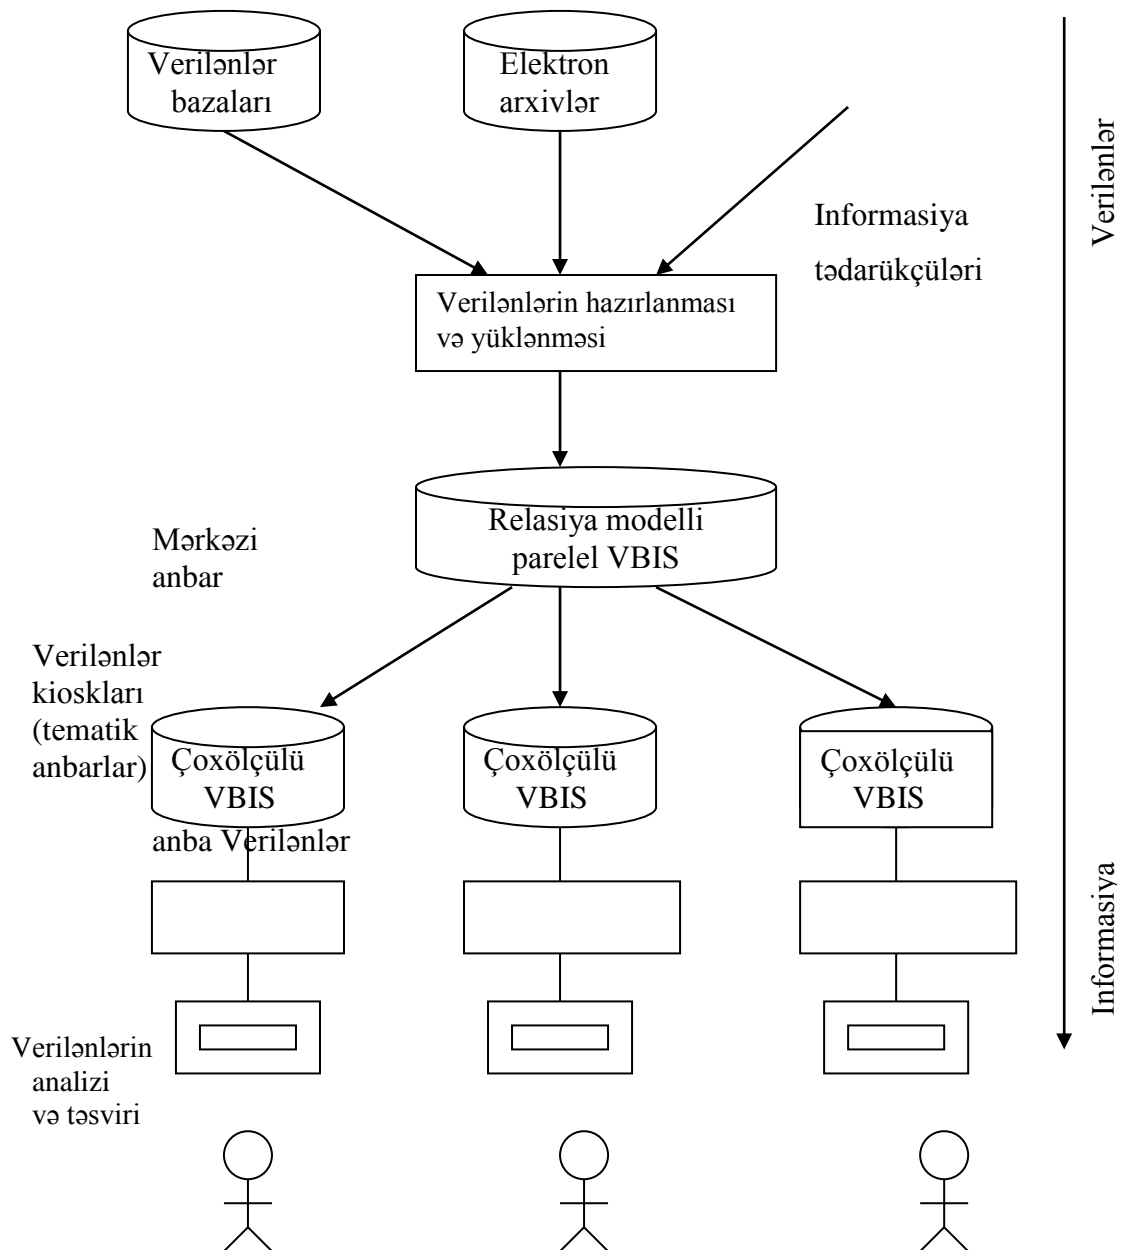 Verilənlər
bazaları
Elektron
arxivlər
Verilənlər
Informasiya
tədarükçüləri
Verilənlərin hazırlanması
və yüklənməsi
Relasiya modelli
parelel VBIS
Mərkəzi
anbar
Verilənlər
kioskları
(tematik
anbarlar)
Çoxölçülü
VBIS
Çoxölçülü
VBIS
Çoxölçülü
VBIS
anba Verilənlər
Informasiya
Verilənlərin
analizi
və təsviri